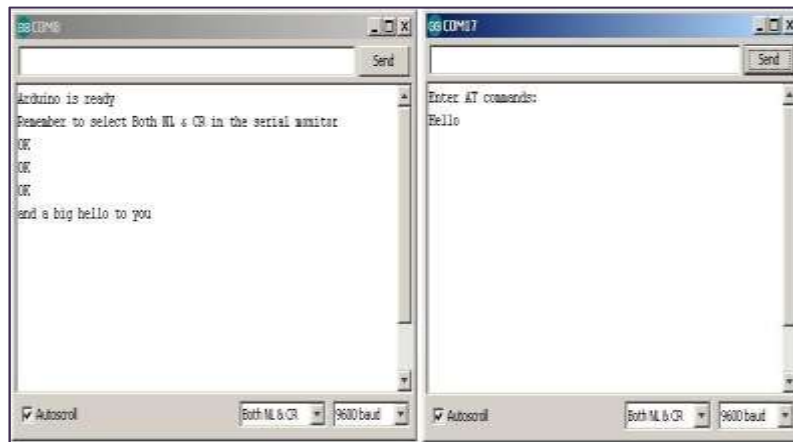 COM8
Send
Arduino is ready
Remember to select Both NL & CR in the serial monitor
OK
OK
OK
and a big hello to you
Autoscroll
Both NL & CR
9600 baud
COM17
Send
Enter AT commands:
Hello
Autoscroll
Both NL & CR
9600 baud